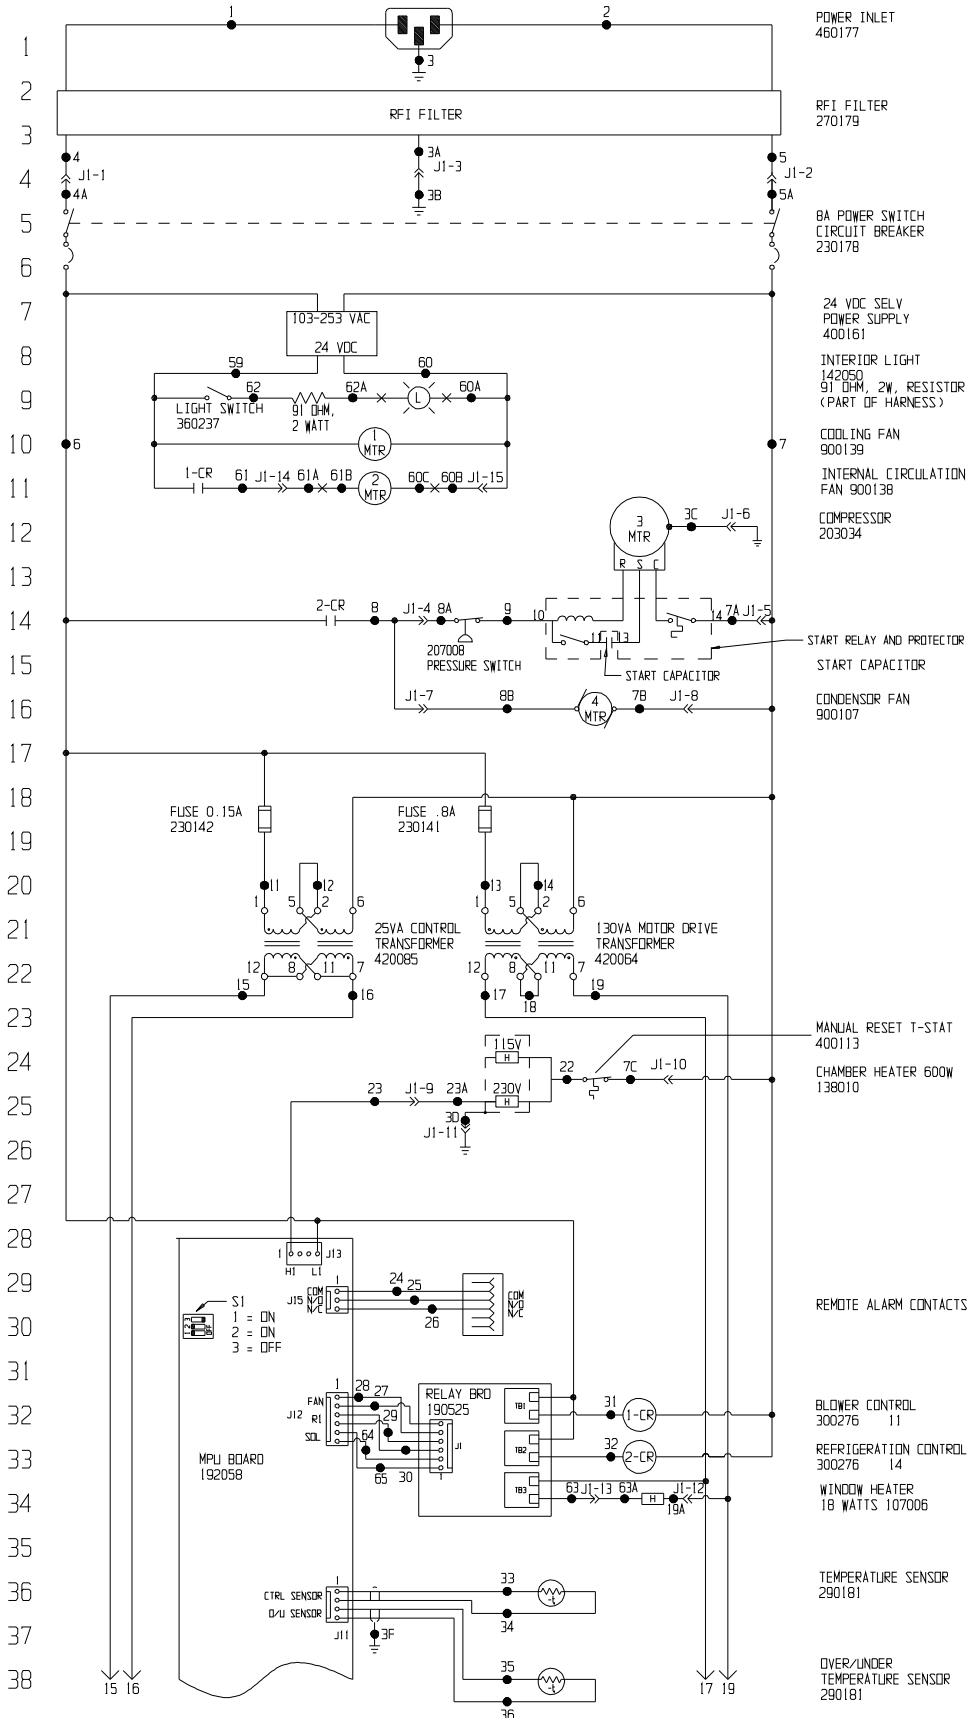 1
2
POWER INLET
460177
1
3
2
RFI FILTER
RFI FILTER
270179
3
4
3A
5
J1-1
J1-3
J1-2
4
4A
3B
5A
8A POWER SWITCH
CIRCUIT BREAKER
230178
5
6
24 VDC SELV
POWER SUPPLY
400161
7
103-253 VAC
24 VDC
8
INTERIOR LIGHT
142050
91 OHM, 2W, RESISTOR
(PART OF HARNESS)
59
60
62
62A
L
60A
9
LIGHT SWITCH
360237
91 OHM,
2 WATT
COOLING FAN
900139
10
6
1
MTR
7
INTERNAL CIRCULATION
FAN 900138
1-CR
61
J1-14
61A
61B
2
MTR
60C
60B
J1-15
11
COMPRESSOR
203034
12
3
MTR
3C
J1-6
R S C
13
14
2-CR
8
J1-4
8A
9
10
14
7A
J1-5
11
13
START RELAY AND PROTECTOR
207008
PRESSURE SWITCH
15
START CAPACITOR
START CAPACITOR
CONDENSOR FAN
900107
16
J1-7
8B
4
MTR
7B
J1-8
17
18
FUSE 0.15A
230142
FUSE .8A
230141
19
20
11
12
13
14
1
5
2
6
1
5
2
6
21
25VA CONTROL
TRANSFORMER
420085
130VA MOTOR DRIVE
TRANSFORMER
420064
22
12
8
11
7
12
8
11
7
15
16
17
18
19
23
MANUAL RESET T-STAT
400113
24
115V
H
22
7C
J1-10
CHAMBER HEATER 600W
138010
25
23
J1-9
23A
230V
H
3D
J1-11
26
27
28
1
J13
H1
L1
29
24
25
26
COM
N/O
N/C
J15
1
COM
N/O
N/C
REMOTE ALARM CONTACTS
30
S1
1 = ON
2 = ON
3 = OFF
1 2 3
OFF
31
1
28
27
RELAY BRD
190525
TB1
31
1-CR
BLOWER CONTROL
300276 11
32
FAN
R1
SOL
J12
29
64
65
30
J1
1
33
MPU BOARD
192058
TB2
32
2-CR
REFRIGERATION CONTROL
300276 14
34
TB3
63
J1-13
63A
H
J1-12
19A
WINDOW HEATER
18 WATTS 107006
35
36
1
CTRL SENSOR
O/U SENSOR
J11
33
34
-t
TEMPERATURE SENSOR
290181
37
3F
38
35
36
-t
OVER/UNDER
TEMPERATURE SENSOR
290181
15
16
17
19